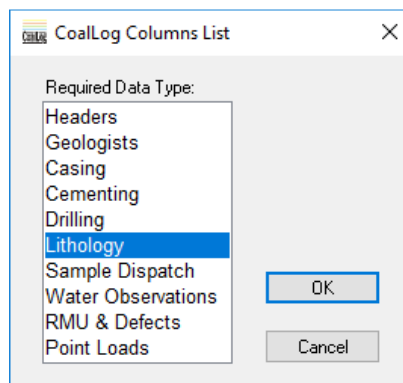 CoalLog Columns List
Required Data Type:
Headers
Geologists
Casing
Cementing
Drilling
Lithology
Sample Dispatch
Water Observations
RMU & Defects
Point Loads
OK
Cancel